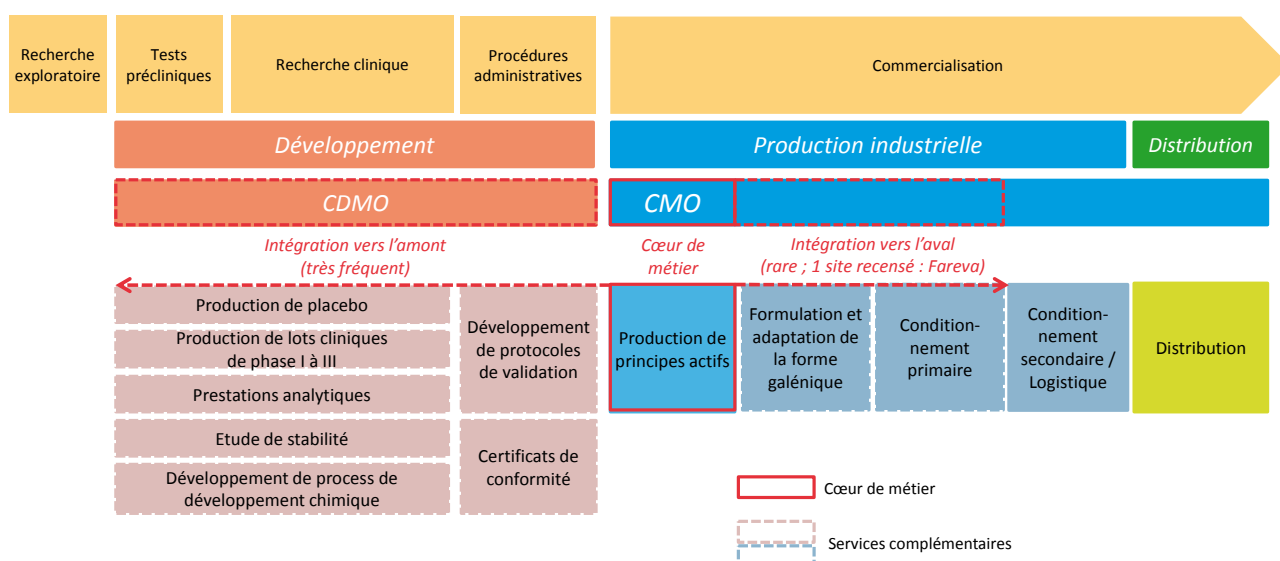 Recherche
exploratoire
Tests
précliniques
Recherche clinique
Procédures
administratives
Commercialisation
Développement
Production industrielle
Distribution
CDMO
CMO
Intégration vers l'amont
(très fréquent)
Cœur de
métier
Intégration vers l'aval
(rare ; 1 site recensé : Fareva)
Production de placebo
Production de lots cliniques
de phase I à III
Prestations analytiques
Etude de stabilité
Développement de process de
développement chimique
Développement
de protocoles
de validation
Certificats de
conformité
Production de
principes actifs
Formulation et
adaptation de
la forme
galénique
Condition-
nement
primaire
Condition-
nement
secondaire /
Logistique
Distribution
Cœur de métier
Services complémentaires